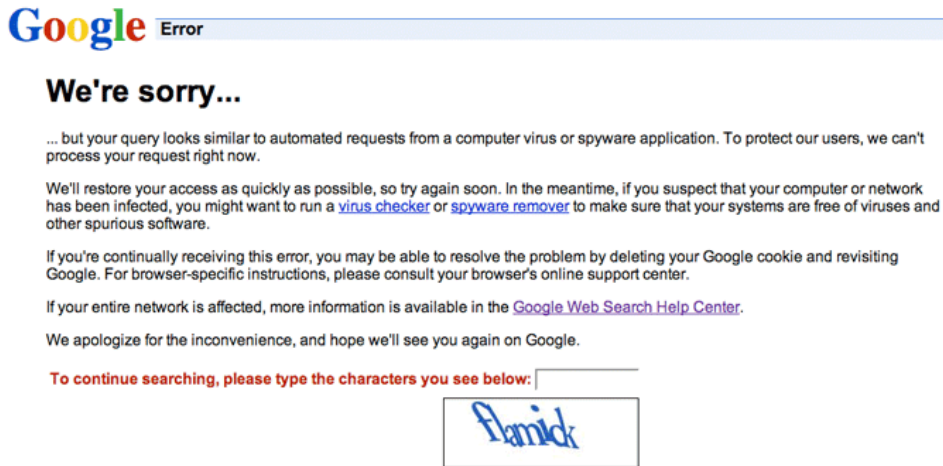 Google Error
We're sorry...
... but your query looks similar to automated requests from a computer virus or spyware application. To protect our users, we can't
process your request right now.
We'll restore your access as quickly as possible, so try again soon. In the meantime, if you suspect that your computer or network
has been infected, you might want to run a virus checker or spyware remover to make sure that your systems are free of viruses and
other spurious software.
If you're continually receiving this error, you may be able to resolve the problem by deleting your Google cookie and revisiting
Google. For browser-specific instructions, please consult your browser's online support center.
If your entire network is affected, more information is available in the Google Web Search Help Center.
We apologize for the inconvenience, and hope we'll see you again on Google.
To continue searching, please type the characters you see below:
flamick